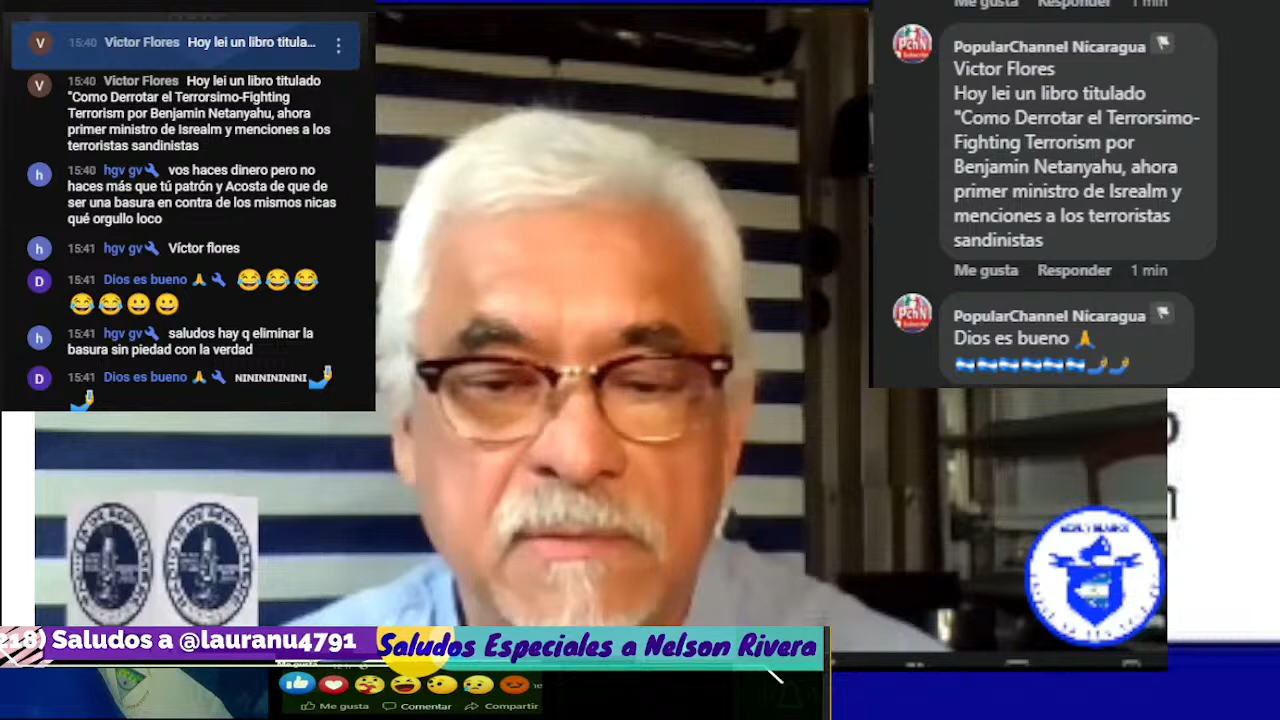 15:40 Victor Flores Hoy lei un libro titula...
15:40 Victor Flores Hoy lei un libro titulado
"Como Derrotar el Terrorsimo-Fighting
Terrorism por Benjamin Netanyahu, ahora
primer ministro de Isrealm y menciones a los
terroristas sandinistas
15:40 hgv gv vos haces dinero pero no
haces más que tú patrón y Acosta de que de
ser una basura en contra de los mismos nicas
qué orgullo loco
15:41 hgv gv Víctor flores
15:41 Dios es bueno 🙏 😂😂😂
😂😂😀😀
15:41 hgv gv saludos hay q eliminar la
basura sin piedad con la verdad
15:41 Dios es bueno 🙏 NINININININI
Me gusta Responder 1 min
PopularChannel Nicaragua
Victor Flores
Hoy lei un libro titulado
"Como Derrotar el Terrorsimo-
Fighting Terrorism por
Benjamin Netanyahu, ahora
primer ministro de Isrealm y
menciones a los terroristas
sandinistas
Me gusta Responder 1 min
PopularChannel Nicaragua
Dios es bueno 🙏
PchN
PchN
218) Saludos a @lauranu4791
Saludos Especiales a Nelson Rivera
Me gusta Comentar Compartir